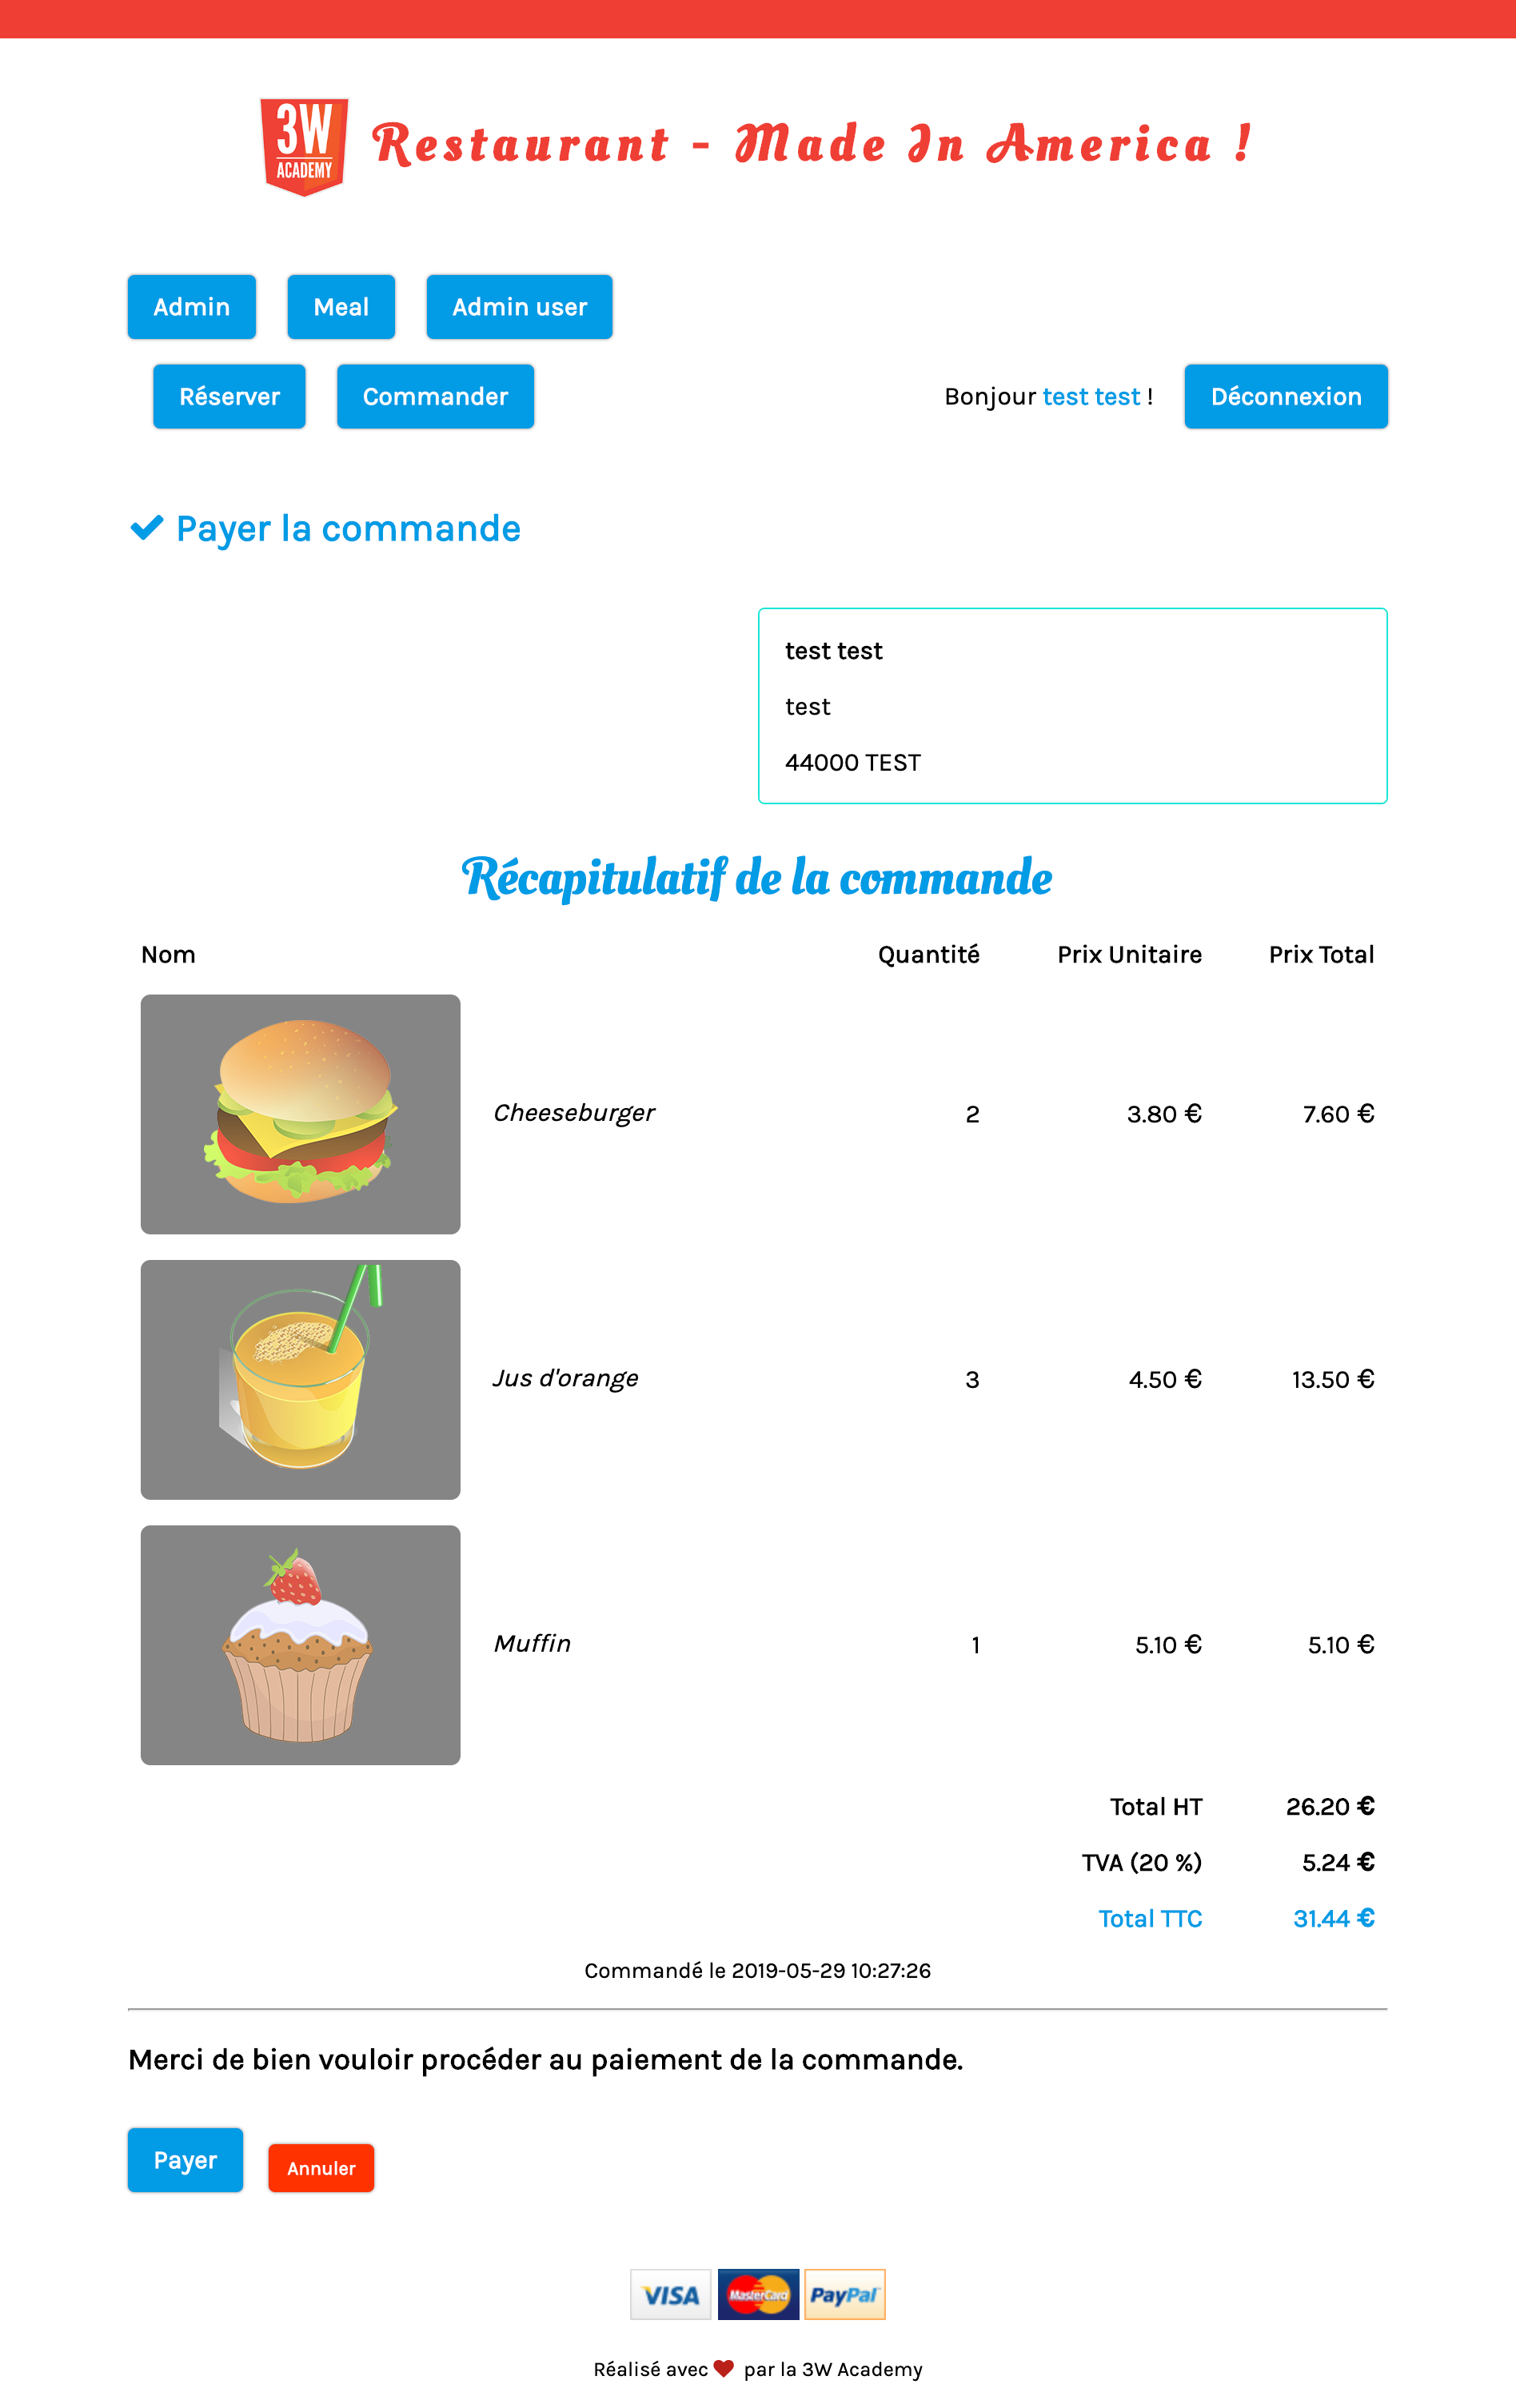 3W
ACADEMY
Restaurant - Made In America !
Admin Meal Admin user
Réserver Commander Bonjour test test ! Déconnexion
Payer la commande
test test
test
44000 TEST
Récapitulatif de la commande
Nom Quantité Prix Unitaire Prix Total
Cheeseburger 2 3.80 € 7.60 €
Jus d'orange 3 4.50 € 13.50 €
Muffin 1 5.10 € 5.10 €
Total HT 26.20 €
TVA (20 %) 5.24 €
Total TTC 31.44 €
Commandé le 2019-05-29 10:27:26
Merci de bien vouloir procéder au paiement de la commande.
Payer Annuler
VISA MasterCard PayPal
Réalisé avec par la 3W Academy